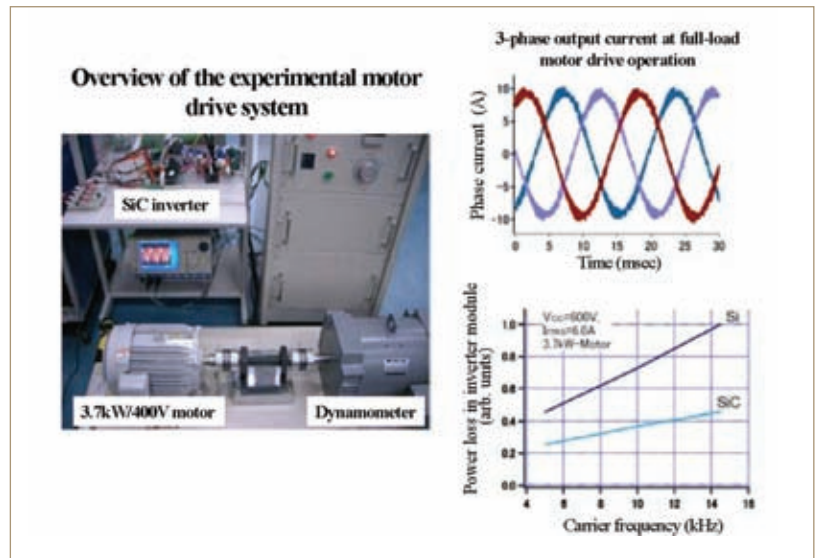 Overview of the experimental motor
drive system
SiC inverter
3.7kW/400V motor
Dynamometer
3-phase output current at full-load
motor drive operation
Phase current (A)
10
5
0
-5
-10
0 5 10 15 20 25 30
Time (msec)
Power loss in inverter module
(arb. units)
Vcc=600V,
Irms=6.0A
3.7kW-Motor
Si
SiC
1.0
0.8
0.6
0.4
0.2
0.0
4 6 8 10 12 14 16
Carrier frequency (kHz)